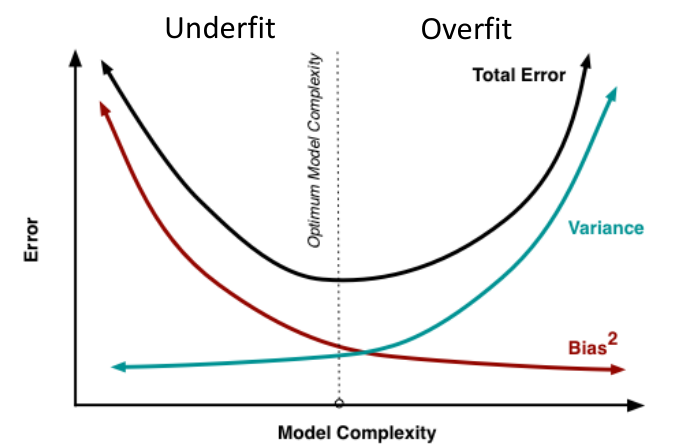 Underfit
Overfit
Optimum Model Complexity
Total Error
Variance
Bias²
Error
Model Complexity